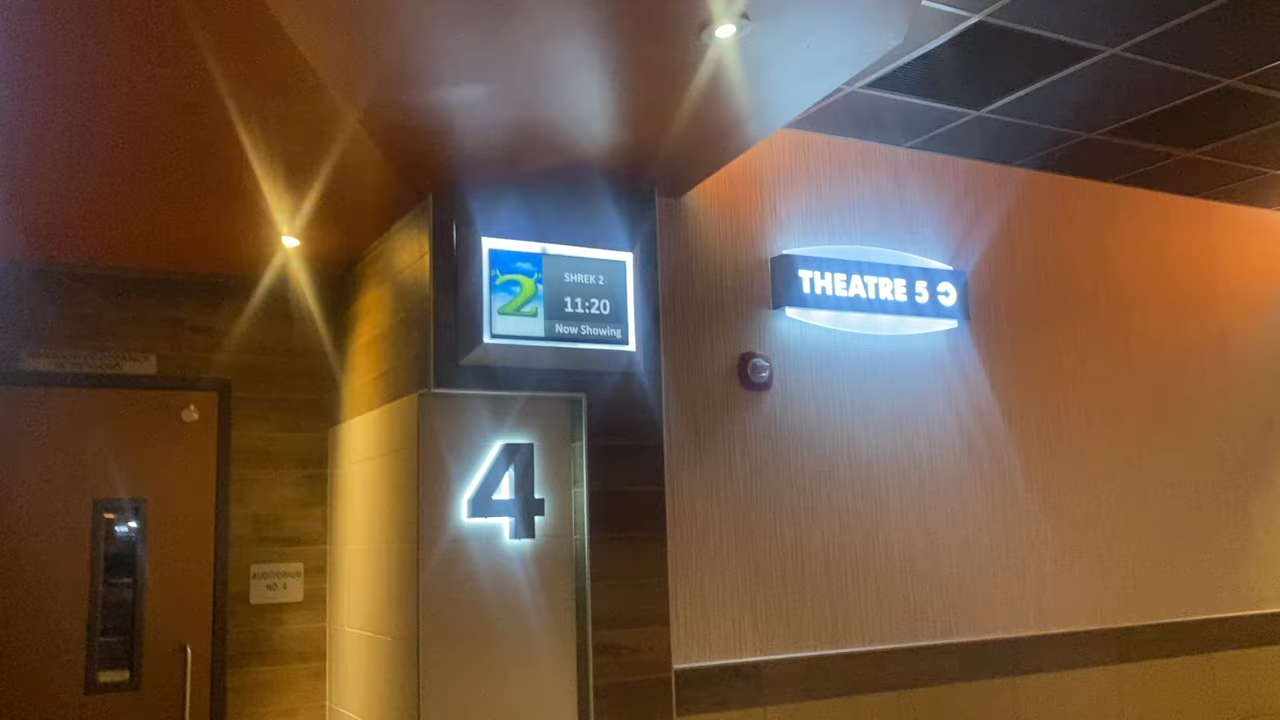 2
SHREK 2
11:20
Now Showing
THEATRE 5
4
AUDITORIUM
NO. 4